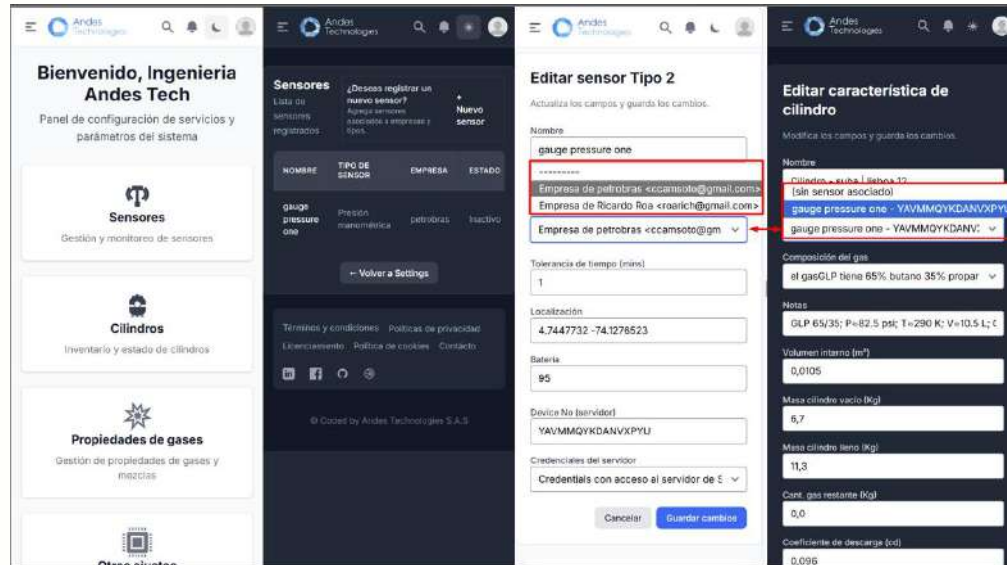 Andes
Technologies
Bienvenido, Ingenieria
Andes Tech
Panel de configuración de servicios y
parámetros del sistema
Sensores
Gestión y monitoreo de sensores
Cilindros
Inventario y estado de cilindros
Propiedades de gases
Gestión de propiedades de gases y
mezclas
Otros ajustes
Andes
Technologies
Sensores
Lista de
sensores
registrados
¿Deseas registrar un
nuevo sensor?
Agrega sensores
asociados a empresas y
tipos.
+
Nuevo
sensor
NOMBRE
TIPO DE
SENSOR
EMPRESA
ESTADO
gauge
pressure
one
Presión
manométrica
petrobras
Inactivo
← Volver a Settings
Términos y condiciones Políticas de privacidad
Licenciamiento Política de cookies Contacto
© Coded by Andes Technologies S.A.S
Andes
Technologies
Editar sensor Tipo 2
Actualiza los campos y guarda los cambios.
Nombre
gauge pressure one
---------
Empresa de petrobras <ccamsoto@gmail.com>
Empresa de Ricardo Roa <roarich@gmail.com>
Empresa de petrobras <ccamsoto@gm
Tolerancia de tiempo (mins)
1
Localización
4.7447732 -74.1276523
Batería
95
Device No (servidor)
YAVMMQYKDANVXPYU
Credenciales del servidor
Credentials con acceso al servidor de S
Cancelar
Guardar cambios
Andes
Technologies
Editar característica de
cilindro
Modifica los campos y guarda los cambios.
Nombre
Cilindro - suba | lisboa 12
(sin sensor asociado)
gauge pressure one - YAVMMQYKDANVXPYU
gauge pressure one - YAVMMQYKDANV
Composición del gas
el gasGLP tiene 65% butano 35% propar
Notas
GLP 65/35; P=82.5 psi; T=290 K; V=10.5 L;
Volumen interno (m³)
0,0105
Masa cilindro vacío (Kg)
6,7
Masa cilindro lleno (Kg)
11,3
Cant. gas restante (Kg)
0,0
Coeficiente de descarga (cd)
0.096